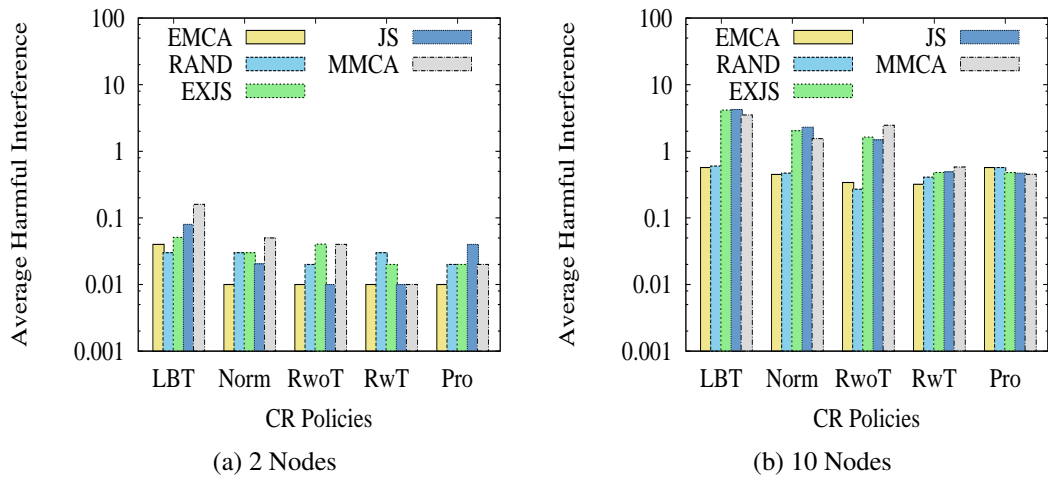 Average Harmful Interference
100
10
1
0.1
0.01
0.001
EMCA
RAND
EXJS
JS
MMCA
LBT Norm RwoT RwT Pro
CR Policies
(a) 2 Nodes
Average Harmful Interference
100
10
1
0.1
0.01
0.001
EMCA
RAND
EXJS
JS
MMCA
LBT Norm RwoT RwT Pro
CR Policies
(b) 10 Nodes